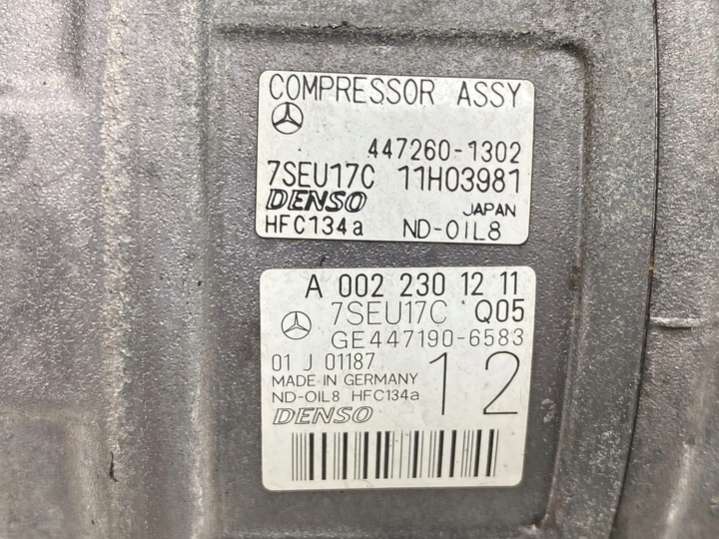 COMPRESSOR ASSY
447260-1302
7SEU17C 11H03981
DENSO JAPAN
HFC134a ND-OIL8
A 002 230 12 11
7SEU17C Q05
GE447190-6583
01 J 01187
MADE IN GERMANY
ND-OIL8 HFC134a
12
DENSO